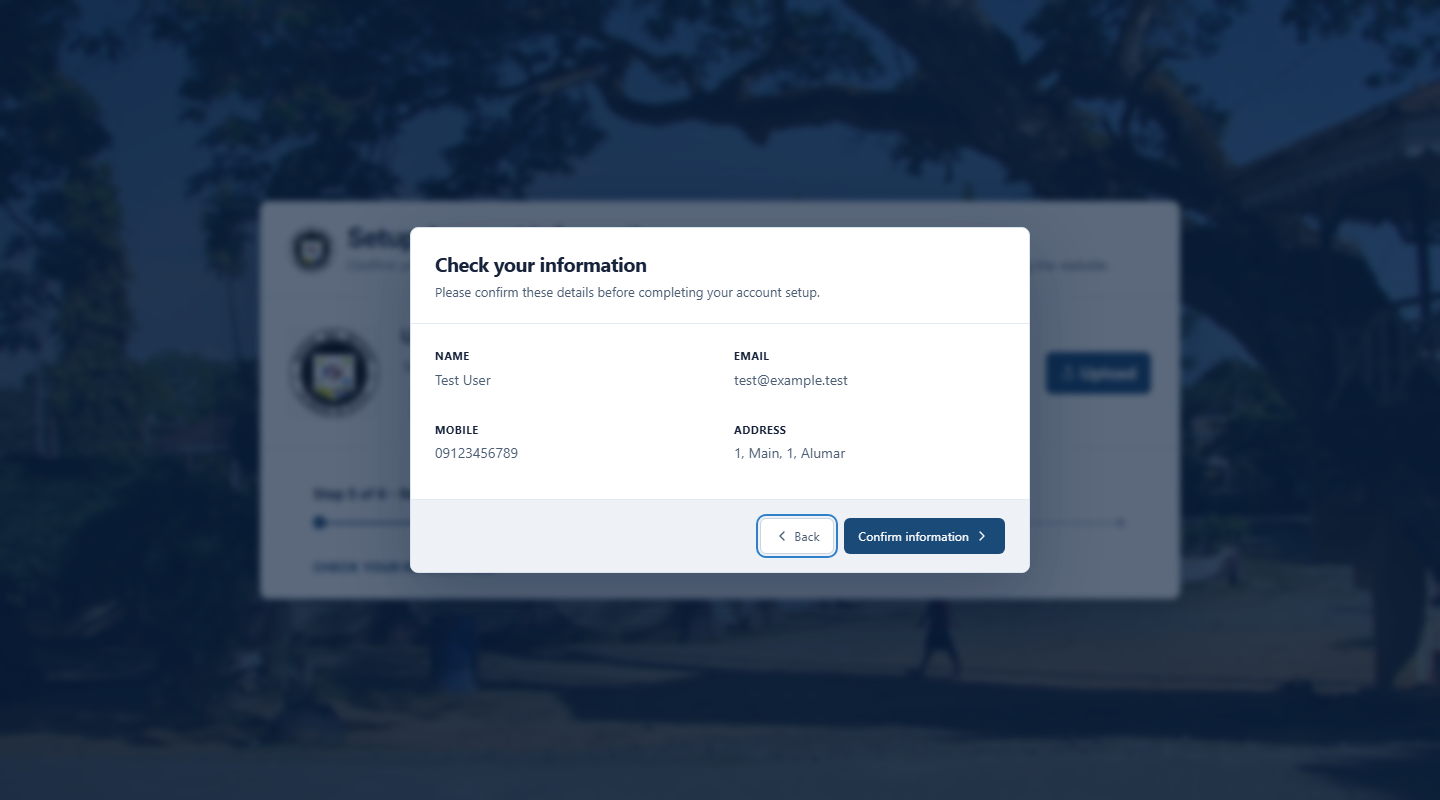 Check your information
Please confirm these details before completing your account setup.
NAME
Test User
EMAIL
test@example.test
MOBILE
09123456789
ADDRESS
1, Main, 1, Alumar
Back
Confirm information
Upload